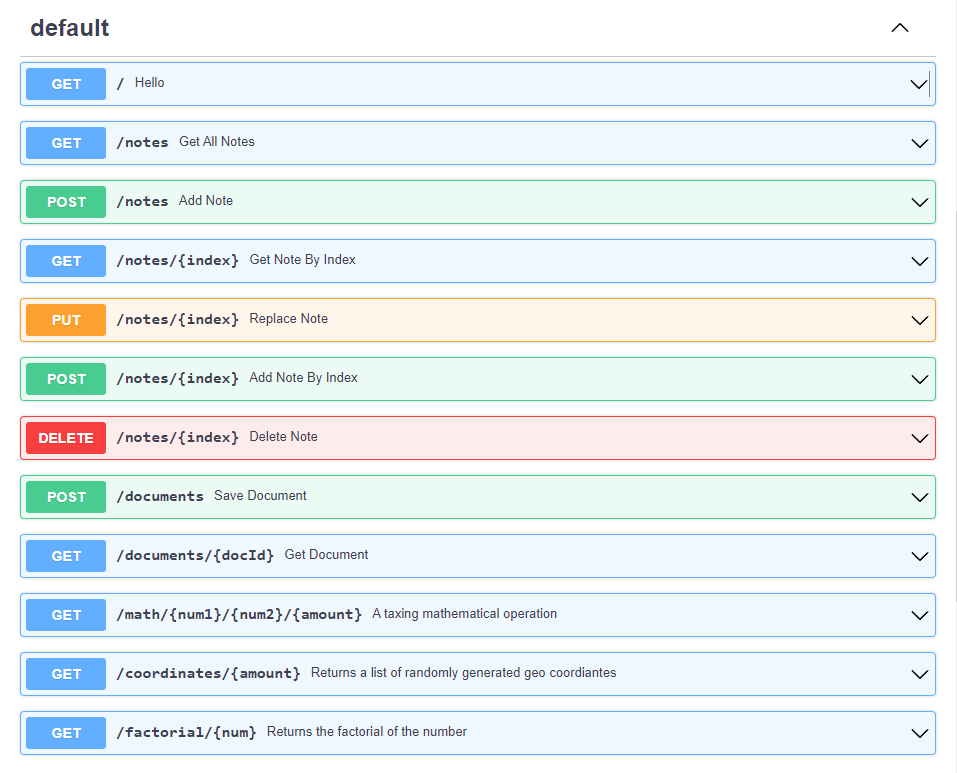 default
GET / Hello
GET /notes Get All Notes
POST /notes Add Note
GET /notes/{index} Get Note By Index
PUT /notes/{index} Replace Note
POST /notes/{index} Add Note By Index
DELETE /notes/{index} Delete Note
POST /documents Save Document
GET /documents/{docId} Get Document
GET /math/{num1}/{num2}/{amount} A taxing mathematical operation
GET /coordinates/{amount} Returns a list of randomly generated geo coordiantes
GET /factorial/{num} Returns the factorial of the number